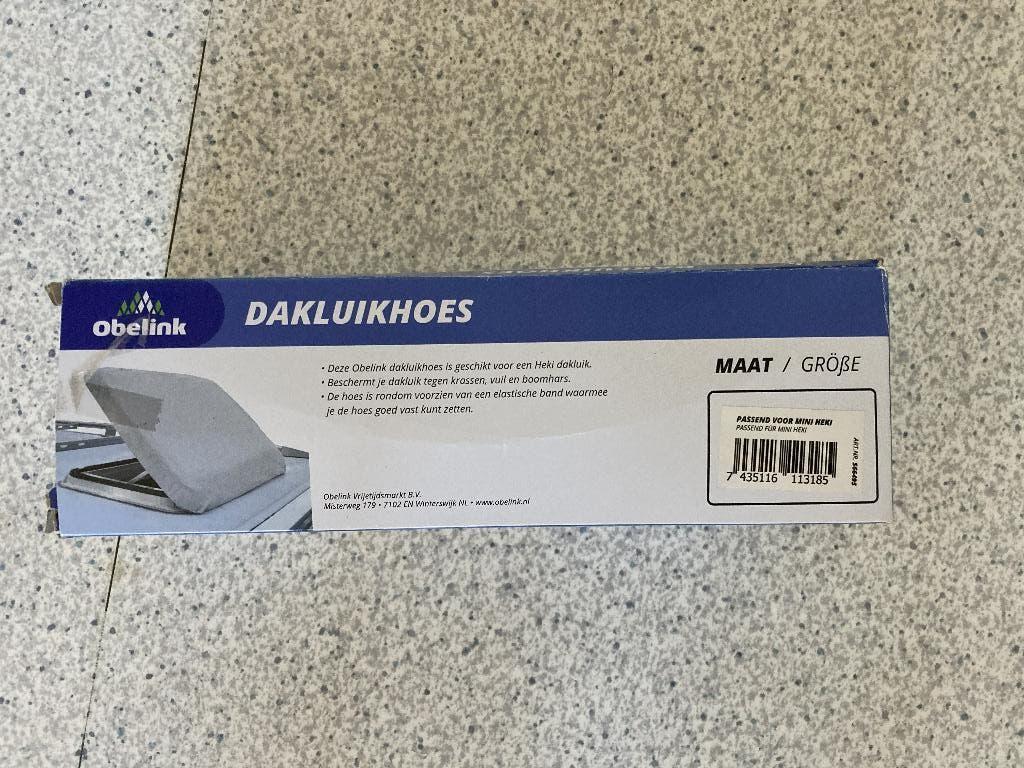 Obelink
DAKLUIKHOES
• Deze Obelink dakluikhoes is geschikt voor een Heki dakluik.
• Beschermt je dakluik tegen krassen, vuil en boomhars.
• De hoes is rondom voorzien van een elastische band waarmee
je de hoes goed vast kunt zetten.
Obelink Vrijetijdsmarkt B.V.
Misterweg 179 • 7102 EN Winterswijk NL • www.obelink.nl
MAAT / GRÖßE
PASSEND VOOR MINI HEKI
PASSEND FÜR MINI HEKI
7 435116 113185
ART.NR.